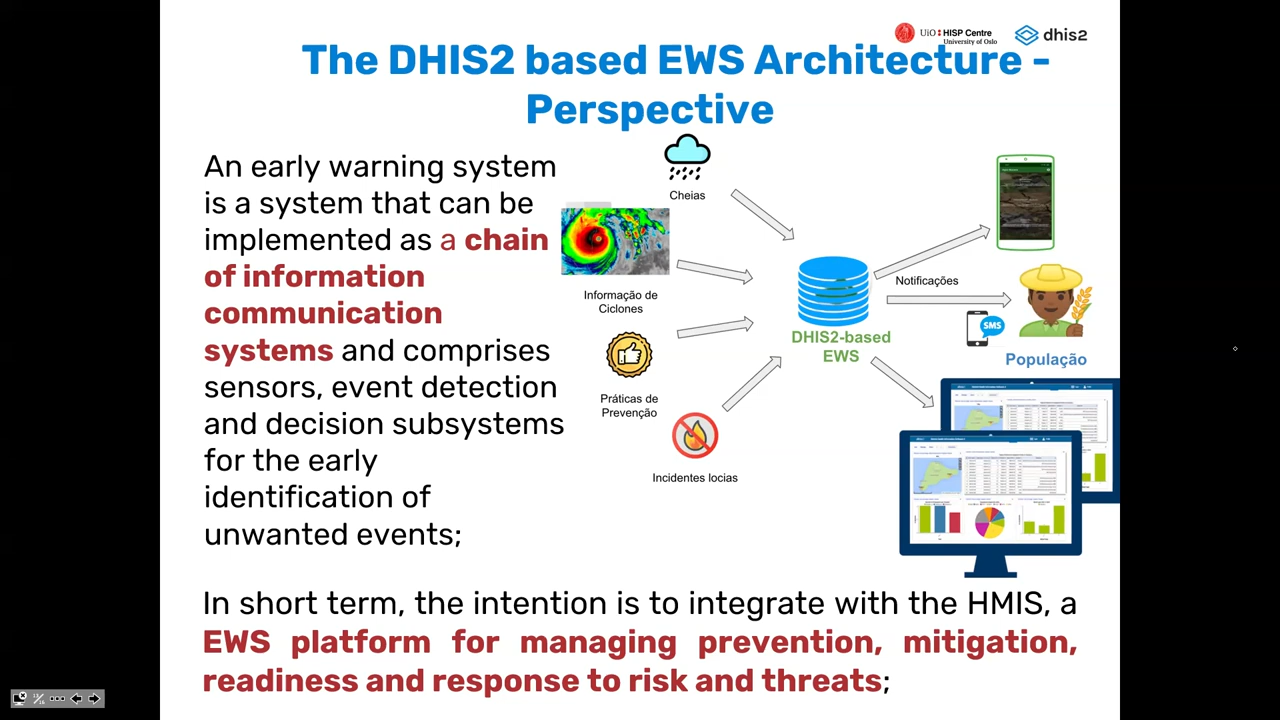 UiO HISP Centre
University of Oslo
dhis2
The DHIS2 based EWS Architecture -
Perspective
An early warning system
is a system that can be
implemented as a chain
of information
communication
systems and comprises
sensors, event detection
and decision subsystems
for the early
identification of
unwanted events;
Cheias
Informação de
Ciclones
Práticas de
Prevenção
Incidentes locias
DHIS2-based
EWS
Notificações
SMS
População
In short term, the intention is to integrate with the HMIS, a
EWS platform for managing prevention, mitigation,
readiness and response to risk and threats;